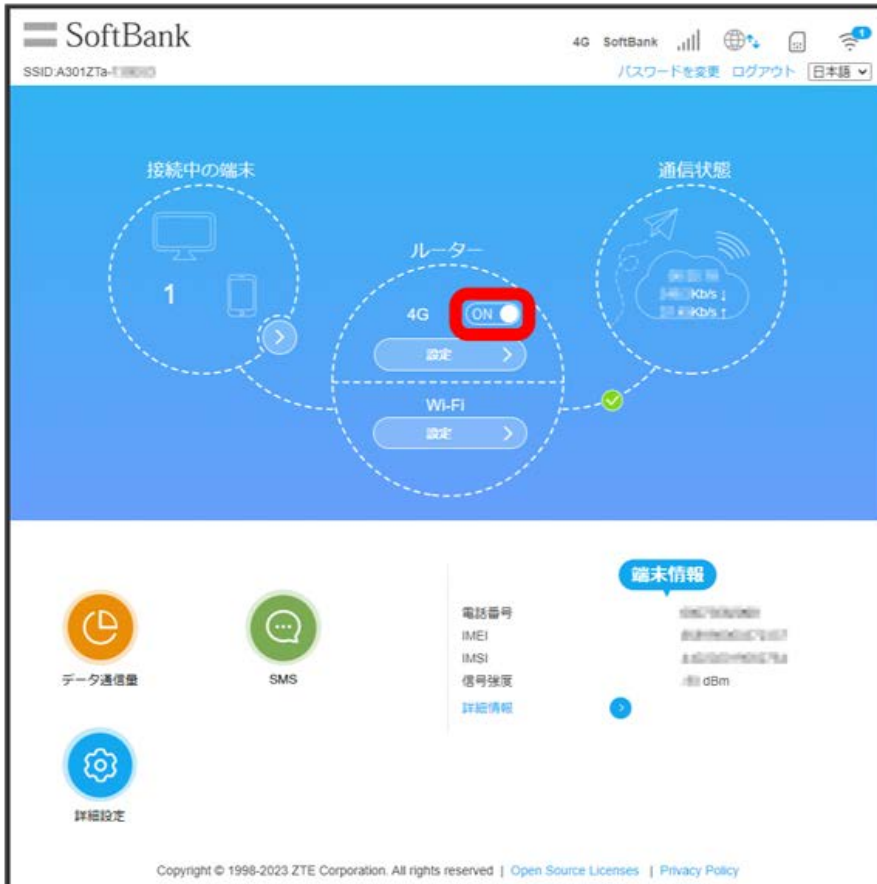 SoftBank
4G SoftBank
1
SSID:A301ZTa-
パスワードを変更 ログアウト 日本語
接続中の端末
通信状態
ルーター
1
4G ON
Kb/s ↓
Kb/s ↑
設定
Wi-Fi
設定
端末情報
電話番号
IMEI
IMSI
信号強度 dBm
詳細情報
データ通信量
SMS
詳細設定
Copyright © 1998-2023 ZTE Corporation. All rights reserved | Open Source Licenses | Privacy Policy